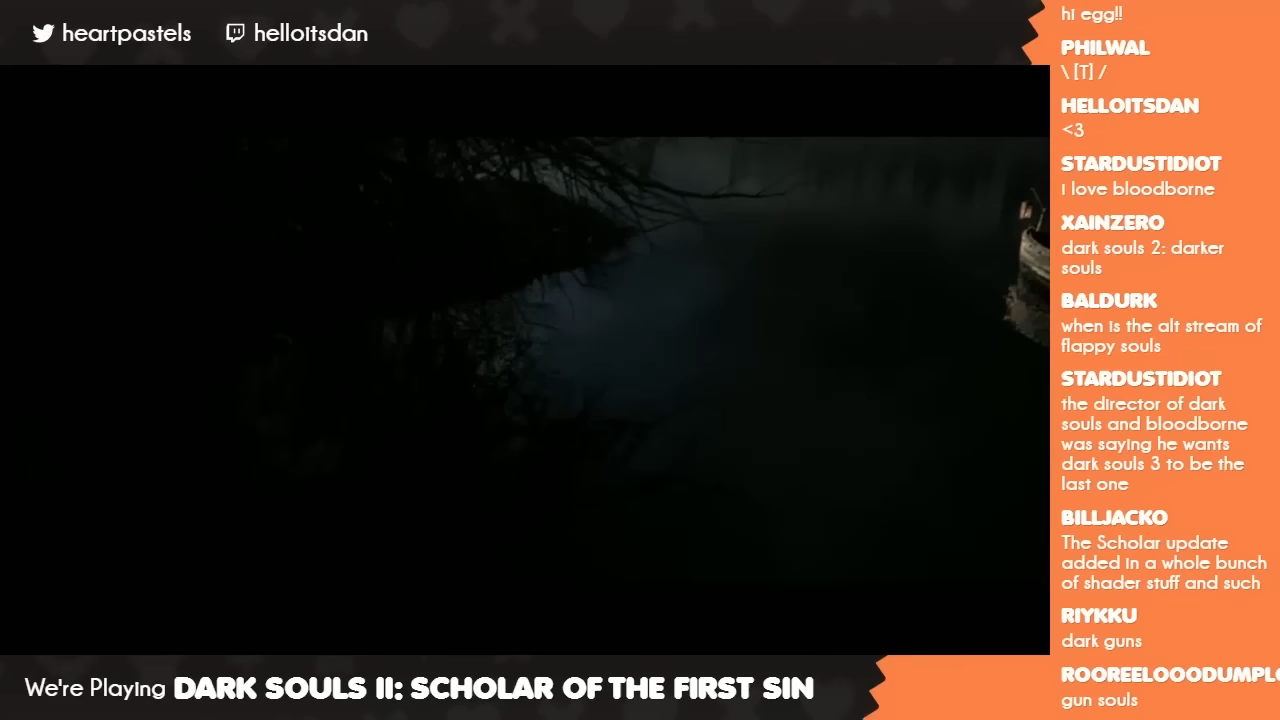 heartpastels helloitsdan
hi egg!!
PHILWAL
\ [T] /
HELLOITSDAN
<3
STARDUSTIDIOT
i love bloodborne
XAINZERO
dark souls 2: darker
souls
BALDURK
when is the alt stream of
flappy souls
STARDUSTIDIOT
the director of dark
souls and bloodborne
was saying he wants
dark souls 3 to be the
last one
BILLJACKO
The Scholar update
added in a whole bunch
of shader stuff and such
RIYKKU
dark guns
ROOREELOOODUMPLO
gun souls
We're Playing DARK SOULS II: SCHOLAR OF THE FIRST SIN